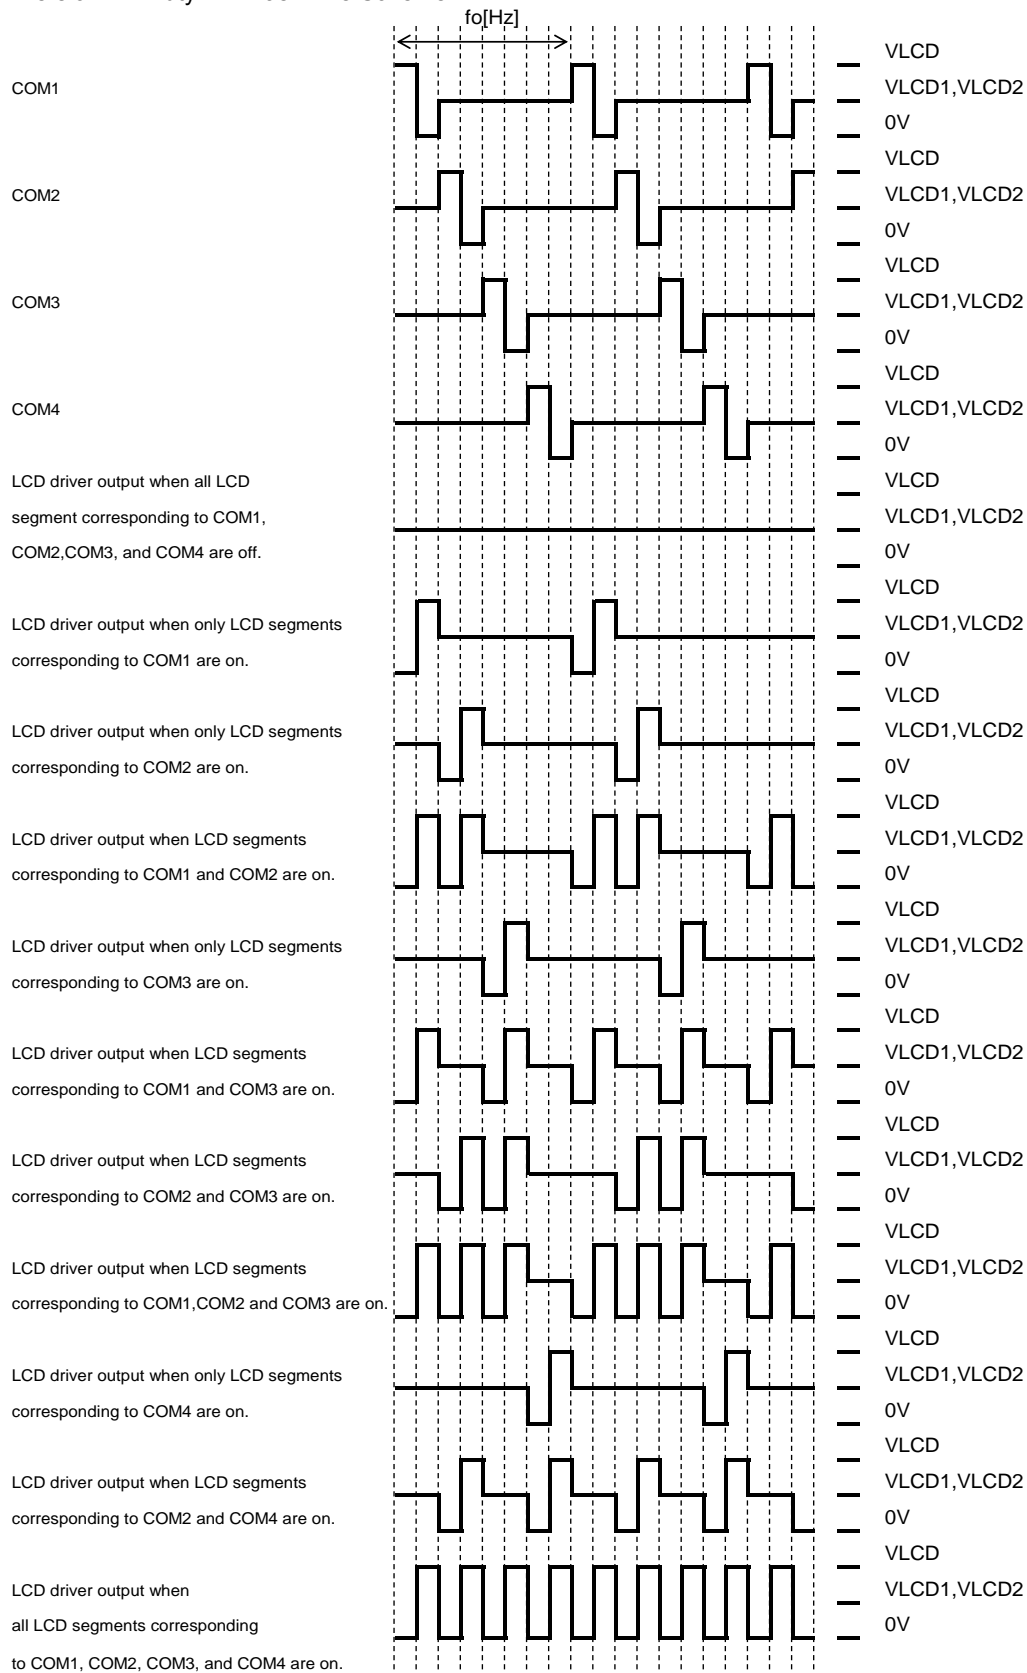 fo[Hz]
VLCD
COM1
VLCD1,VLCD2
0V
VLCD
COM2
VLCD1,VLCD2
0V
VLCD
COM3
VLCD1,VLCD2
0V
VLCD
COM4
VLCD1,VLCD2
0V
LCD driver output when all LCD
VLCD
segment corresponding to COM1,
VLCD1,VLCD2
COM2,COM3, and COM4 are off.
0V
VLCD
LCD driver output when only LCD segments
VLCD1,VLCD2
corresponding to COM1 are on.
0V
VLCD
LCD driver output when only LCD segments
VLCD1,VLCD2
corresponding to COM2 are on.
0V
VLCD
LCD driver output when LCD segments
VLCD1,VLCD2
corresponding to COM1 and COM2 are on.
0V
VLCD
LCD driver output when only LCD segments
VLCD1,VLCD2
corresponding to COM3 are on.
0V
VLCD
LCD driver output when LCD segments
VLCD1,VLCD2
corresponding to COM1 and COM3 are on.
0V
VLCD
LCD driver output when LCD segments
VLCD1,VLCD2
corresponding to COM2 and COM3 are on.
0V
VLCD
LCD driver output when LCD segments
VLCD1,VLCD2
corresponding to COM1,COM2 and COM3 are on.
0V
VLCD
LCD driver output when only LCD segments
VLCD1,VLCD2
corresponding to COM4 are on.
0V
VLCD
LCD driver output when LCD segments
VLCD1,VLCD2
corresponding to COM2 and COM4 are on.
0V
VLCD
LCD driver output when
VLCD1,VLCD2
all LCD segments corresponding
0V
to COM1, COM2, COM3, and COM4 are on.